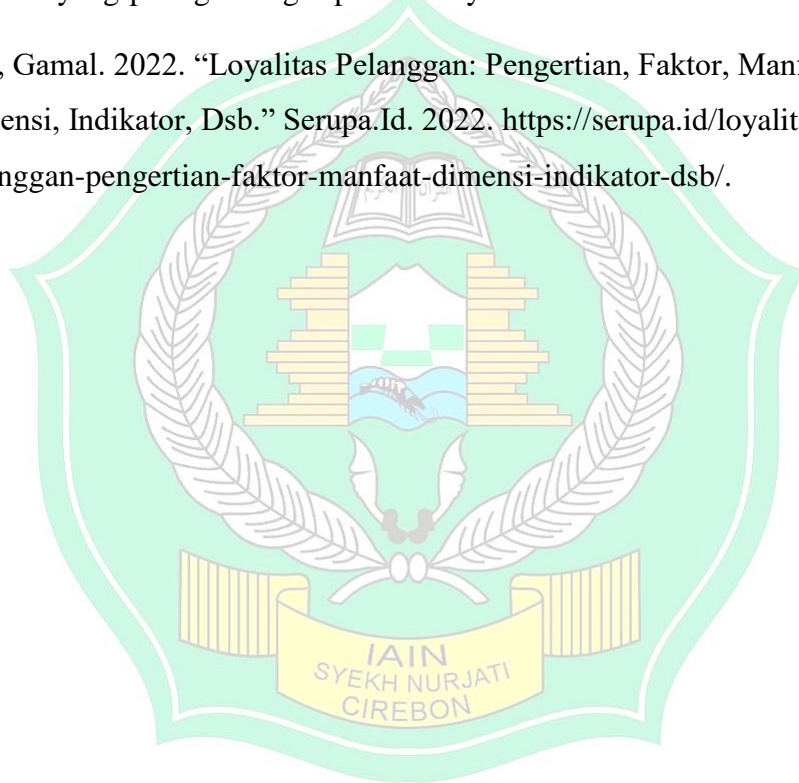 , Gamal. 2022. “Loyalitas Pelanggan: Pengertian, Faktor, Man
ensi, Indikator, Dsb.” Serupa.Id. 2022. https://serupa.id/loyalit
nggan-pengertian-faktor-manfaat-dimensi-indikator-dsb/.
IAIN
SYEKH NURJATI
CIREBON